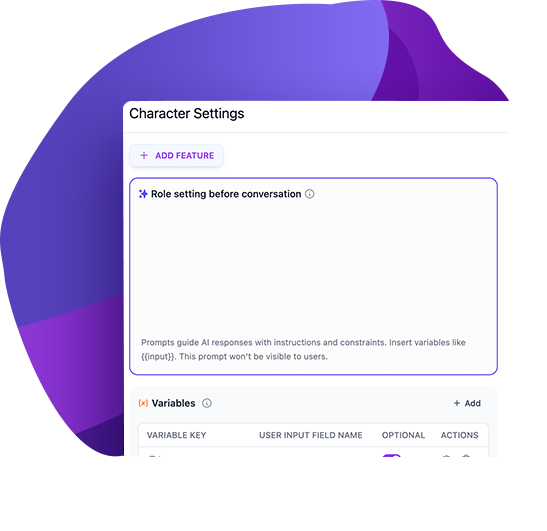 Character Settings
+ ADD FEATURE
Role setting before conversation
Prompts guide AI responses with instructions and constraints. Insert variables like
{{input}}. This prompt won't be visible to users.
(x) Variables
+ Add
VARIABLE KEY USER INPUT FIELD NAME OPTIONAL ACTIONS